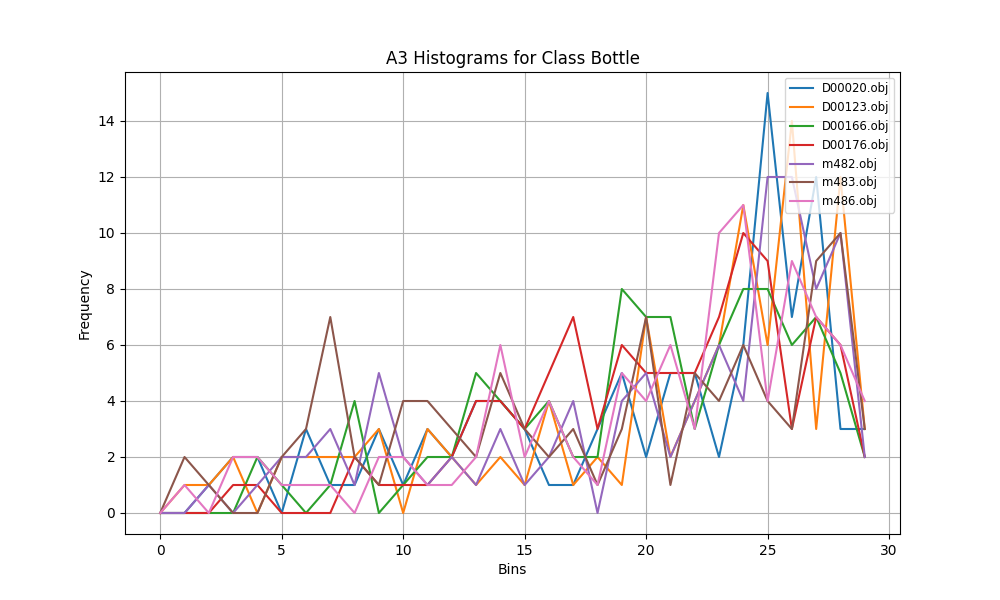 A3 Histograms for Class Bottle
Frequency
14
12
10
8
6
4
2
0
0 5 10 15 20 25 30
Bins
D00020.obj
D00123.obj
D00166.obj
D00176.obj
m482.obj
m483.obj
m486.obj